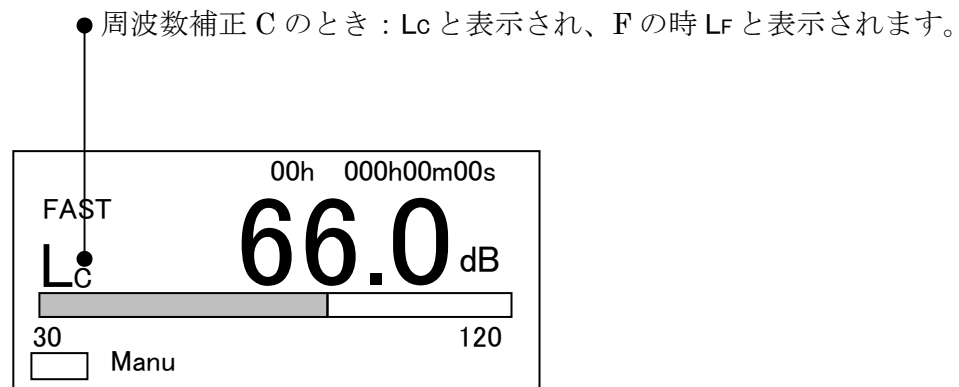 周波数補正 C のとき：Lc と表示され、F の時 LF と表示されます。
00h 000h00m00s
FAST
Lc 66.0 dB
30 120
Manu